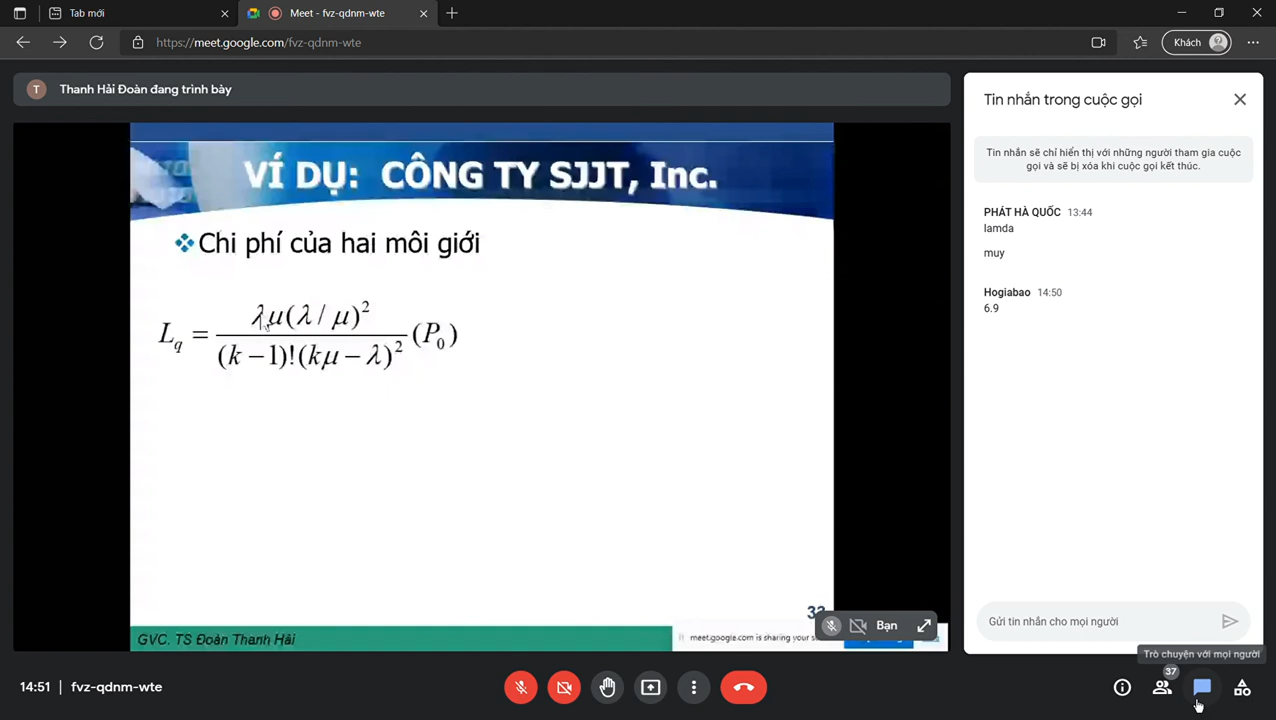 Tab mới
Meet - fvz-qdnm-wte
https://meet.google.com/fvz-qdnm-wte
Khách
T Thanh Hải Đoàn đang trình bày
VÍ DỤ: CÔNG TY SJJT, Inc.
Chi phí của hai môi giới
L_q = λμ(λ / μ)² / (k − 1)!(kμ − λ)² (P₀)
33
GVC. TS Đoàn Thanh Hải
meet.google.com is sharing your s
Bạn
Tin nhắn trong cuộc gọi
Tin nhắn sẽ chỉ hiển thị với những người tham gia cuộc
gọi và sẽ bị xóa khi cuộc gọi kết thúc.
PHÁT HÀ QUỐC 13:44
lamda
muy
Hogiabao 14:50
6.9
Gửi tin nhắn cho mọi người
Trò chuyện với mọi người
14:51 | fvz-qdnm-wte
37